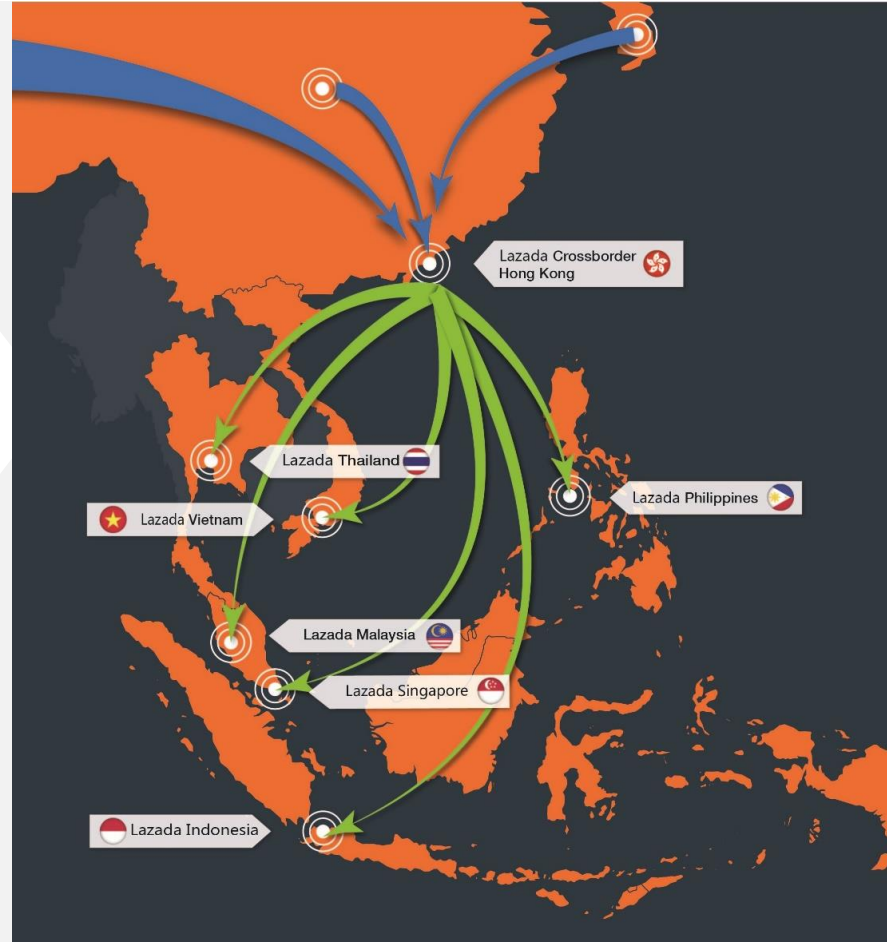 Lazada Crossborder
Hong Kong
Lazada Thailand
Lazada Philippines
Lazada Vietnam
Lazada Malaysia
Lazada Singapore
Lazada Indonesia